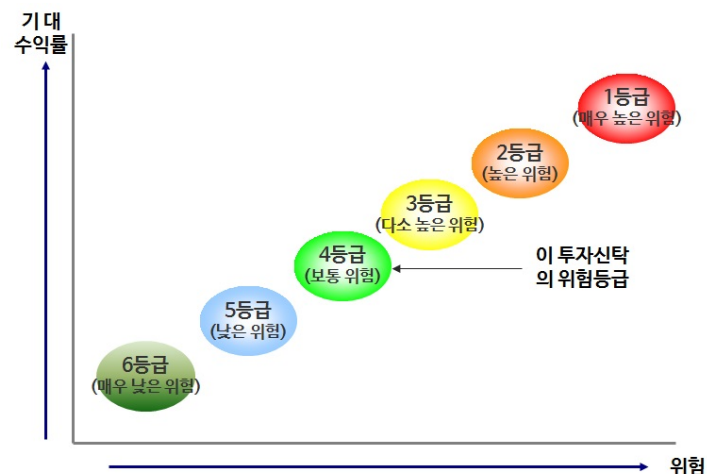 기 대
수익률
1등급
(매우 높은 위험)
2등급
(높은 위험)
3등급
(다소 높은 위험)
4등급
(보통 위험)
이 투자신탁
의 위험등급
5등급
(낮은 위험)
6등급
(매우 낮은 위험)
위험